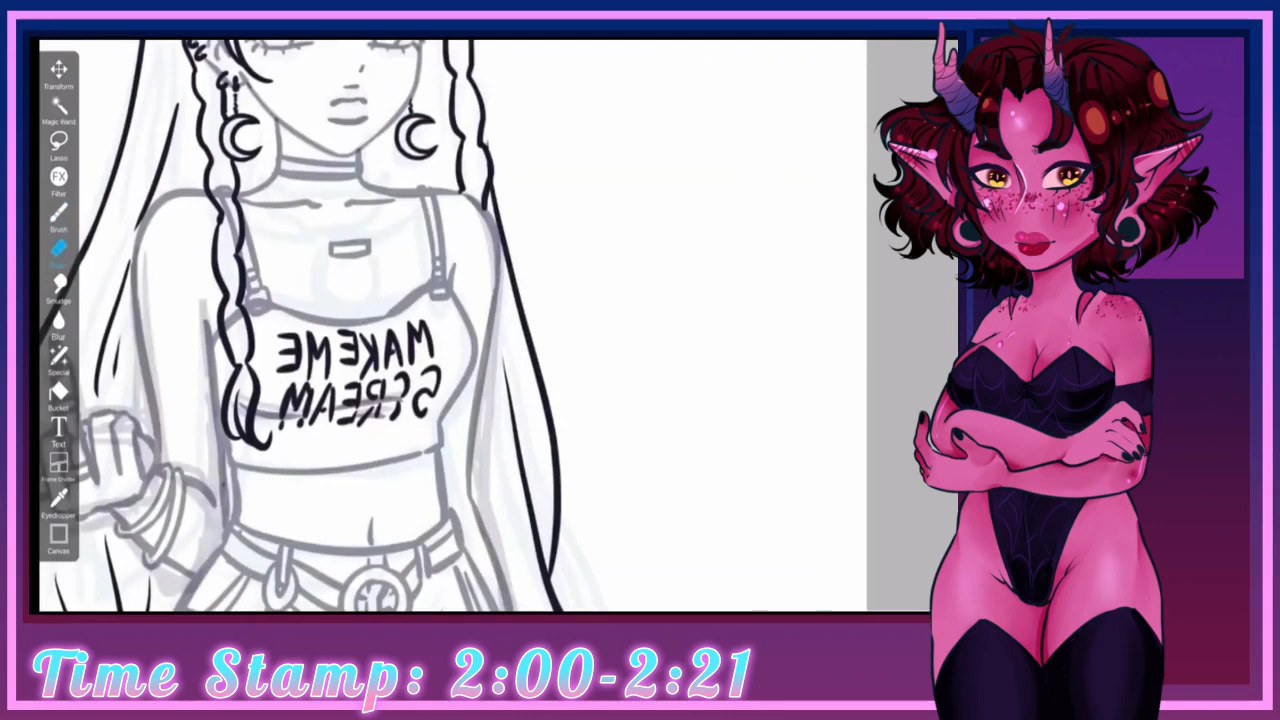 Transform
Magic Wand
Lasso
FX
Filter
Brush
Smudge
Blur
Special
Bucket
T
Text
Frame Divider
Eyedropper
Canvas
MAKE ME
SCREAM
Time Stamp: 2:00-2:21